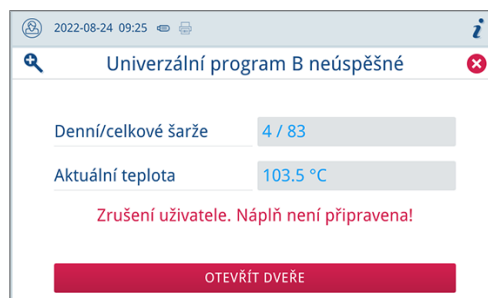 2022-08-24 09:25
i
Univerzální program B neúspěšné
Denní/celkové šarže
4 / 83
Aktuální teplota
103.5 °C
Zrušení uživatele. Náplň není připravena!
OTEVŘÍT DVEŘE